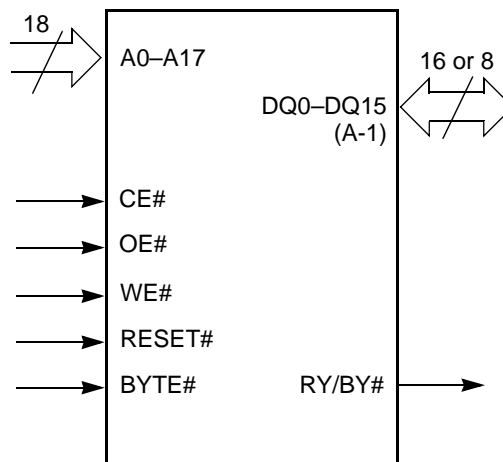 18
A0–A17
16 or 8
DQ0–DQ15
(A-1)
CE#
OE#
WE#
RESET#
BYTE#
RY/BY#